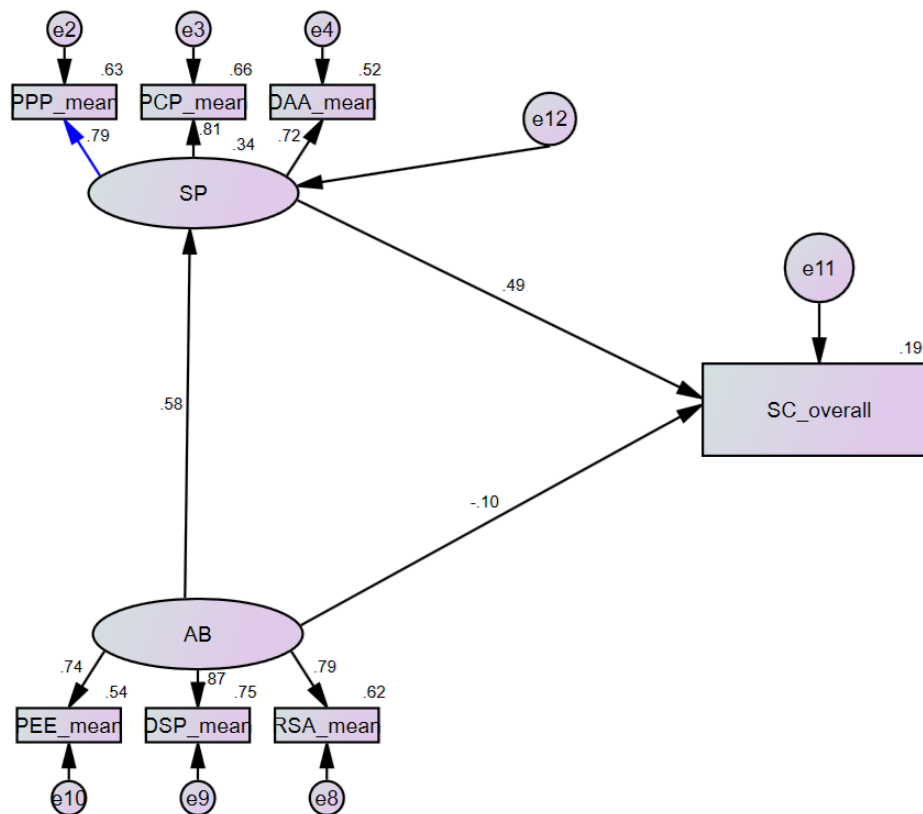 e2
e3
e4
.63
.66
.52
PPP_mean
PCP_mean
DAA_mean
.79
.81
.72
.34
e12
SP
e11
.49
.19
SC_overall
.58
-.10
AB
.74
.87
.79
.54
.75
.62
PEE_mean
DSP_mean
RSA_mean
e10
e9
e8